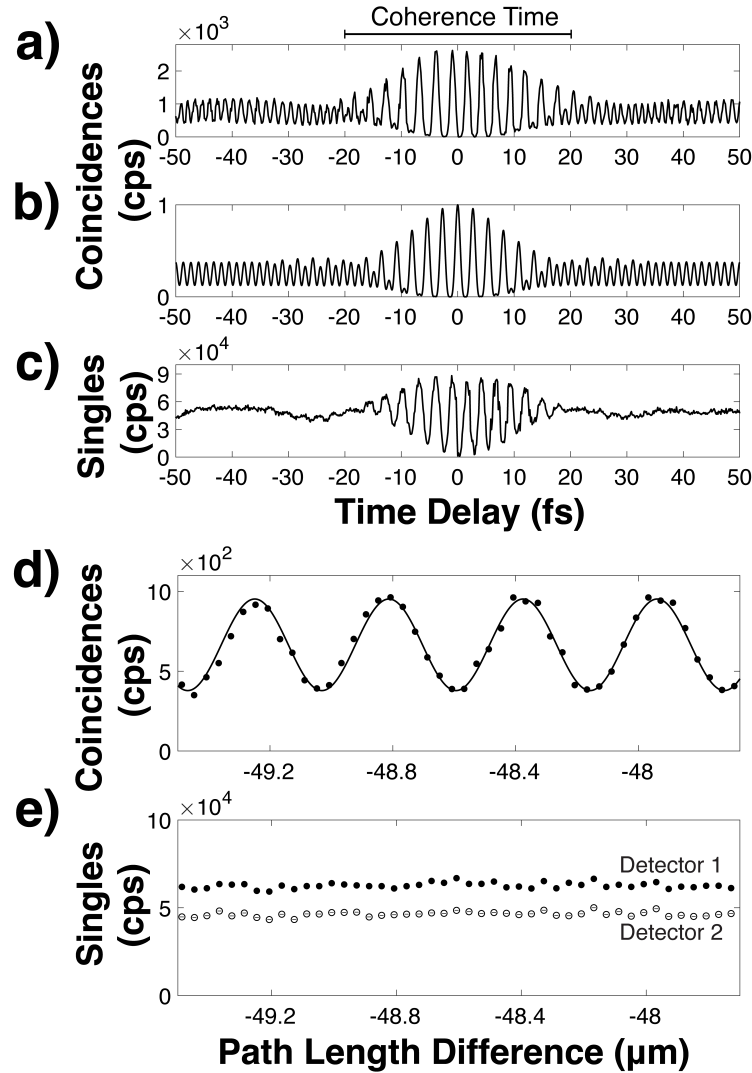 Coherence Time
a)
×10³
Coincidences
(cps)
2
1
0
-50 -40 -30 -20 -10 0 10 20 30 40 50
b)
1
0
-50 -40 -30 -20 -10 0 10 20 30 40 50
c)
×10⁴
Singles
(cps)
9
6
3
0
-50 -40 -30 -20 -10 0 10 20 30 40 50
Time Delay (fs)
d)
×10²
Coincidences
(cps)
10
5
0
-49.2 -48.8 -48.4 -48
e)
×10⁴
Singles
(cps)
10
5
0
Detector 1
Detector 2
-49.2 -48.8 -48.4 -48
Path Length Difference (µm)